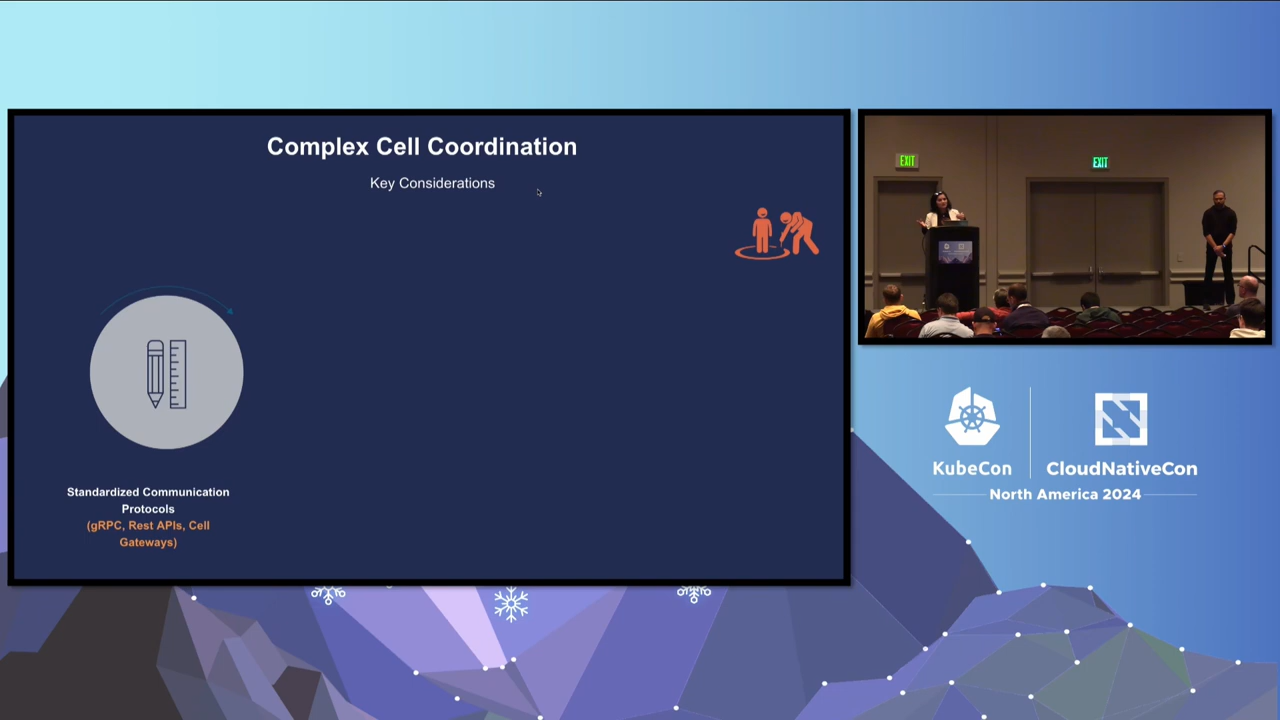 Complex Cell Coordination
Key Considerations
Standardized Communication
Protocols
(gRPC, Rest APIs, Cell
Gateways)
EXIT
EXIT
KubeCon
CloudNativeCon
North America 2024